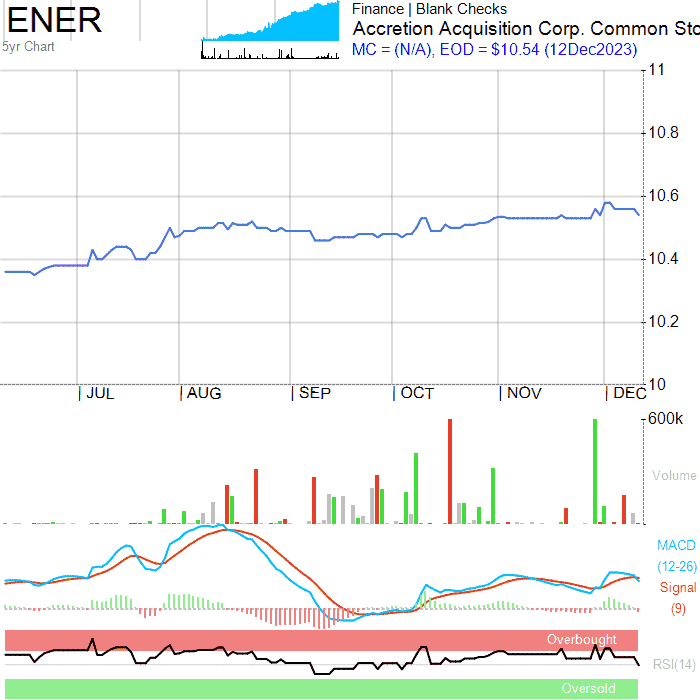 ENER
5yr Chart
Finance | Blank Checks
Accretion Acquisition Corp. Common Sto
MC = (N/A), EOD = $10.54 (12Dec2023)
11
10.8
10.6
10.4
10.2
10
| JUL | AUG | SEP | OCT | NOV | DEC
600k
Volume
MACD
(12-26)
Signal
(9)
Overbought
RSI(14)
Oversold